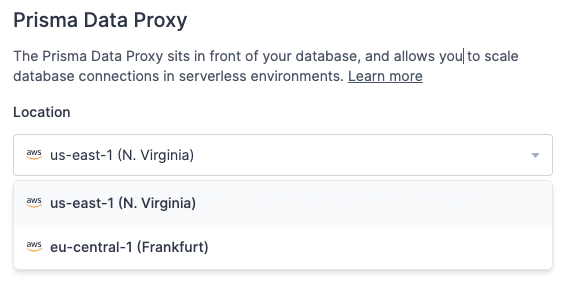 Prisma Data Proxy
The Prisma Data Proxy sits in front of your database, and allows you to scale
database connections in serverless environments. Learn more
Location
aws us-east-1 (N. Virginia)
aws us-east-1 (N. Virginia)
aws eu-central-1 (Frankfurt)